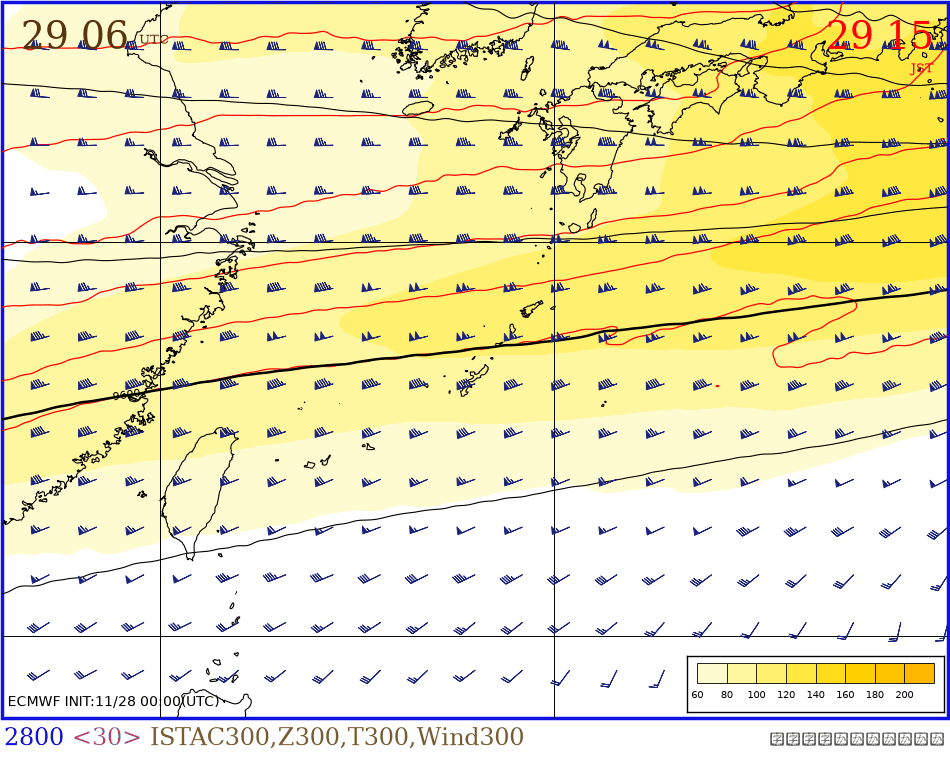 29 06 UTC
29 15 JST
9600
ECMWF INIT:11/28 00:00(UTC)
60 80 100 120 140 160 180 200
2800 <30> ISTAC300,Z300,T300,Wind300